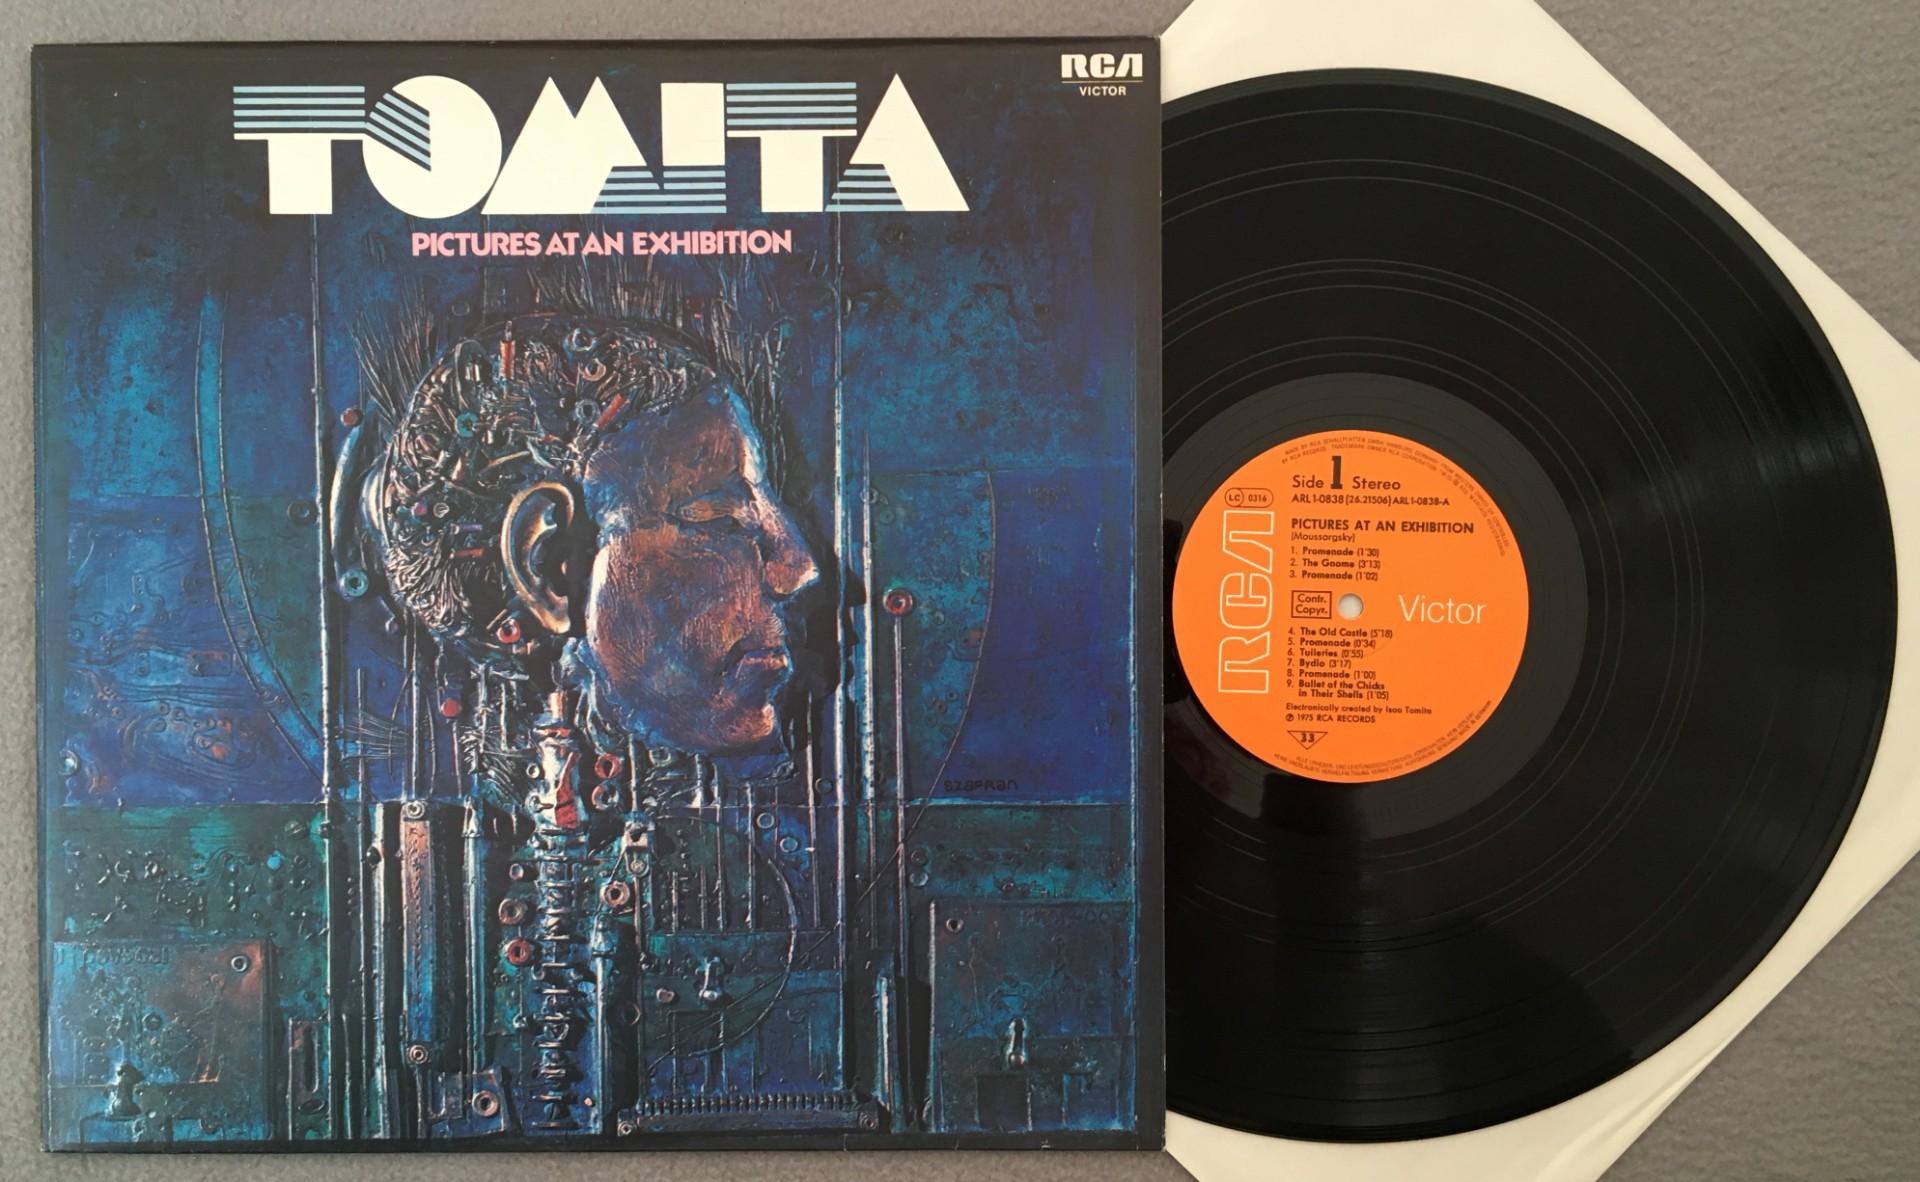 TOMITA
RCA
VICTOR
PICTURES AT AN EXHIBITION
SZAFRAN
Side 1 Stereo
LC 0316
ARL 1-0838 (26.21506) ARL 1-0838-A
PICTURES AT AN EXHIBITION
(Moussorgsky)
1. Promenade (1'30)
2. The Gnome (3'13)
3. Promenade (1'02)
Contr.
Copyr.
RCA
Victor
4. The Old Castle (5'18)
5. Promenade (0'34)
6. Tuileries (0'55)
7. Bydlo (3'17)
8. Promenade (1'00)
9. Ballet of the Chicks
in Their Shells (1'05)
Electronically created by Isao Tomita
℗ 1975 RCA RECORDS
33